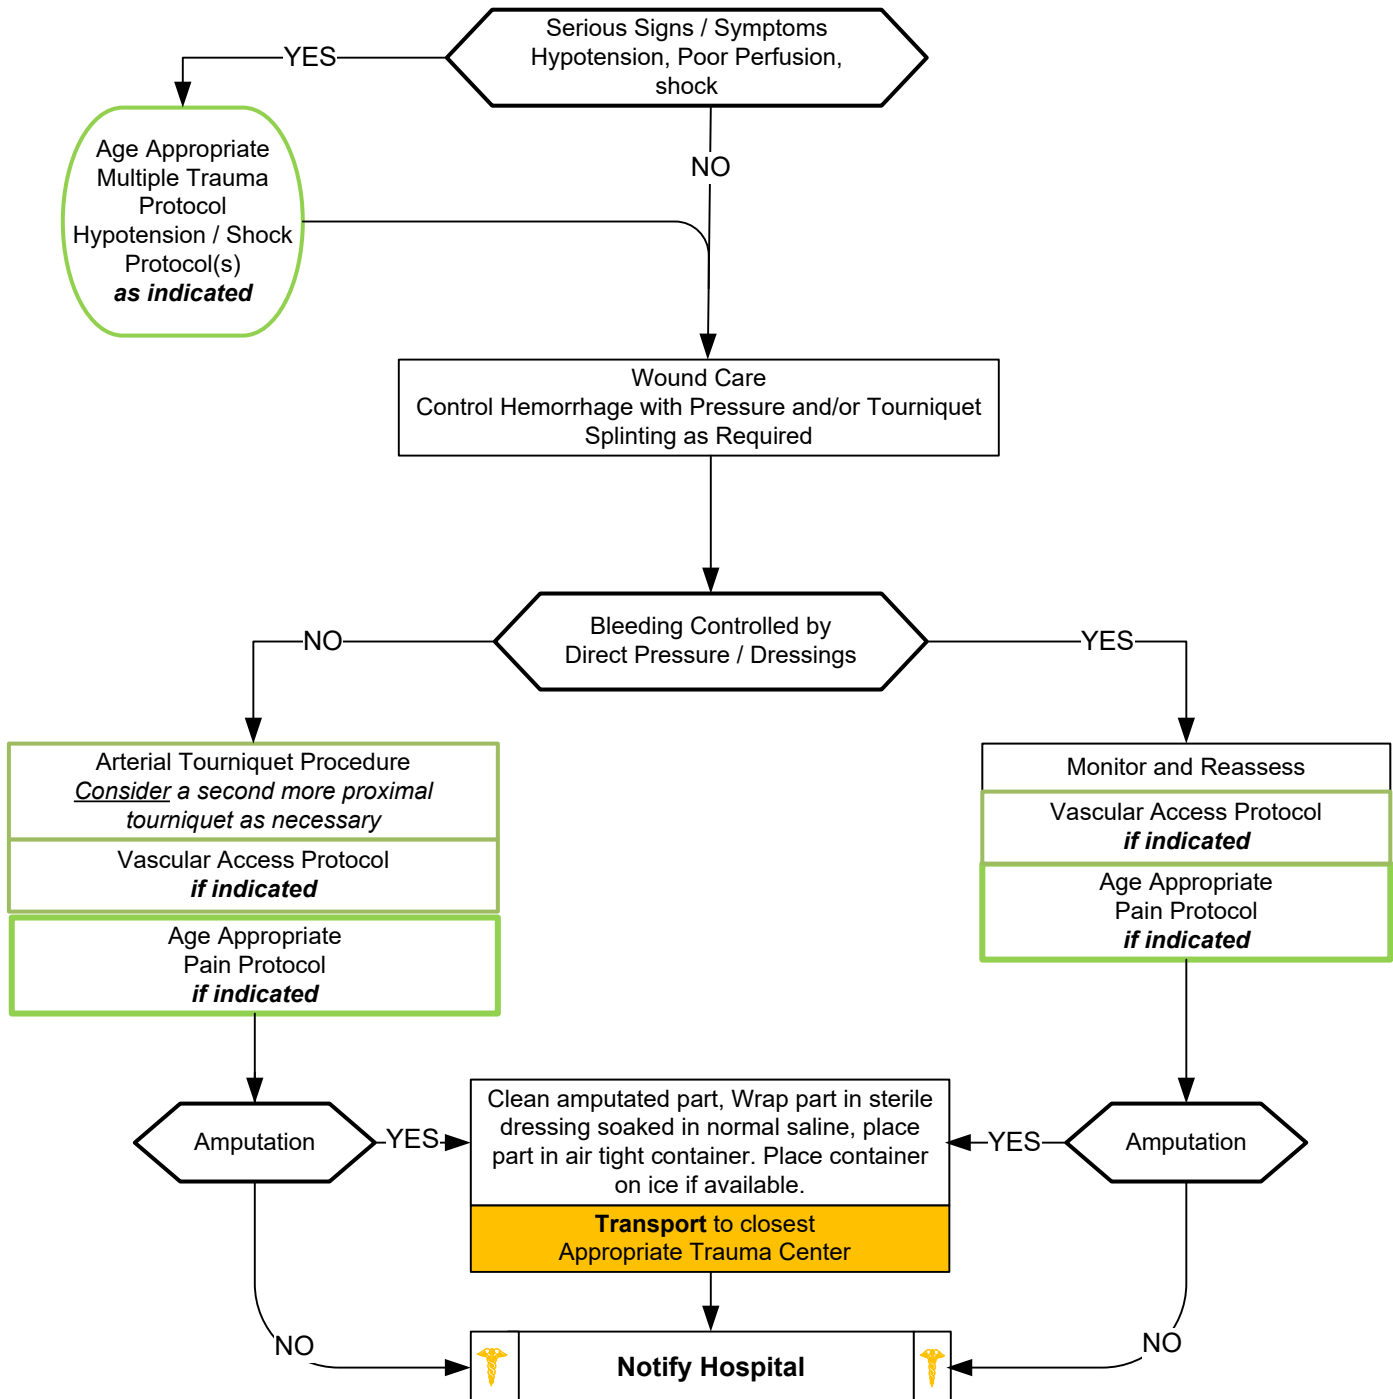 Serious Signs / Symptoms
Hypotension, Poor Perfusion,
shock
YES
NO
Age Appropriate
Multiple Trauma
Protocol
Hypotension / Shock
Protocol(s)
as indicated
Wound Care
Control Hemorrhage with Pressure and/or Tourniquet
Splinting as Required
Bleeding Controlled by
Direct Pressure / Dressings
NO
YES
Arterial Tourniquet Procedure
Consider a second more proximal
tourniquet as necessary
Vascular Access Protocol
if indicated
Age Appropriate
Pain Protocol
if indicated
Monitor and Reassess
Vascular Access Protocol
if indicated
Age Appropriate
Pain Protocol
if indicated
Amputation
YES
Clean amputated part, Wrap part in sterile
dressing soaked in normal saline, place
part in air tight container. Place container
on ice if available.
YES
Amputation
Transport to closest
Appropriate Trauma Center
NO
NO
Notify Hospital